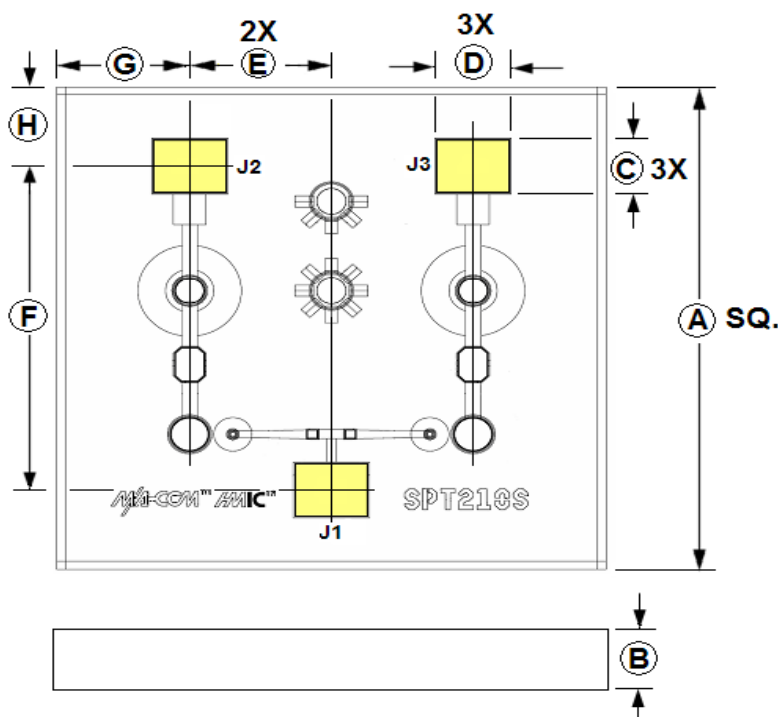 2X
3X
G
E
D
H
J2
J3
C 3X
F
A SQ.
M/A-COM™ HMIC™
SPT210S
J1
B